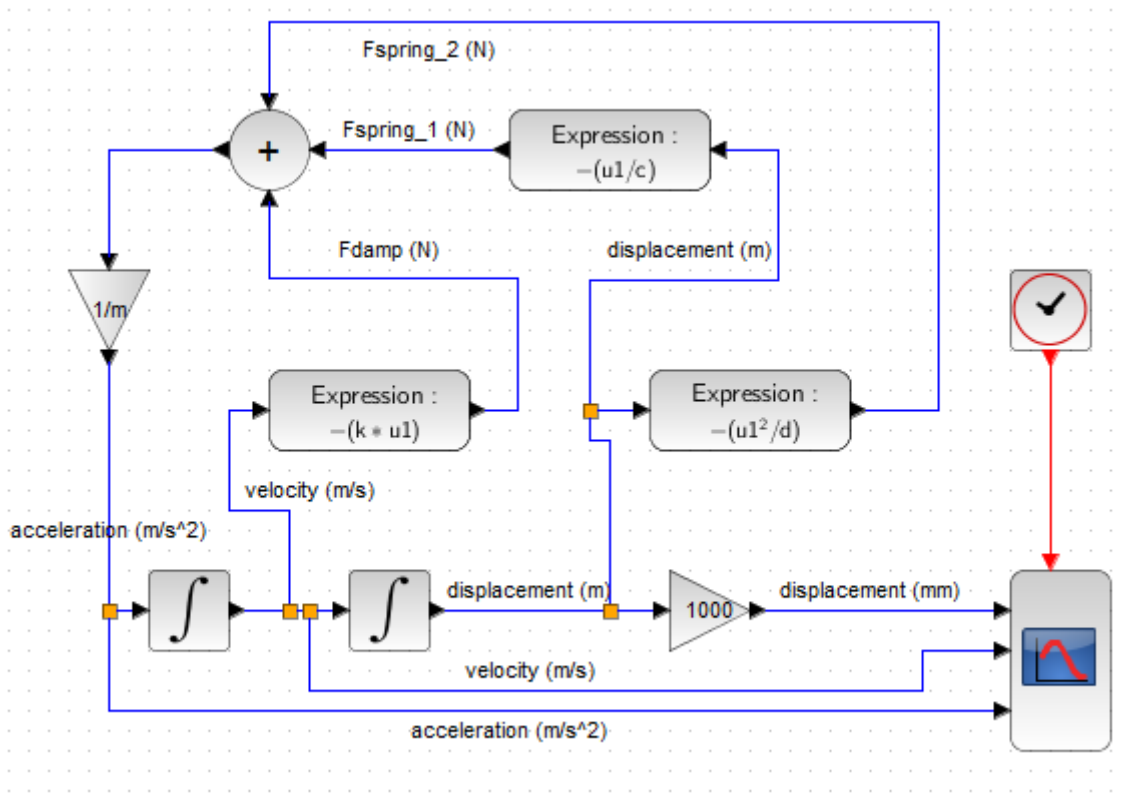 Fspring_2 (N)
+
Fspring_1 (N)
Expression :
−(u1/c)
Fdamp (N)
displacement (m)
1/m
Expression :
−(k ∗ u1)
Expression :
−(u1²/d)
velocity (m/s)
acceleration (m/s^2)
∫
∫
displacement (m)
1000
displacement (mm)
velocity (m/s)
acceleration (m/s^2)